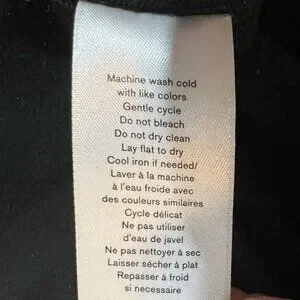 Machine wash cold
with like colors
Gentle cycle
Do not bleach
Do not dry clean
Lay flat to dry
Cool iron if needed/
Laver à la machine
à l'eau froide avec
des couleurs similaires
Cycle délicat
Ne pas utiliser
d'eau de javel
Ne pas nettoyer à sec
Laisser sécher à plat
Repasser à froid
si necessaire